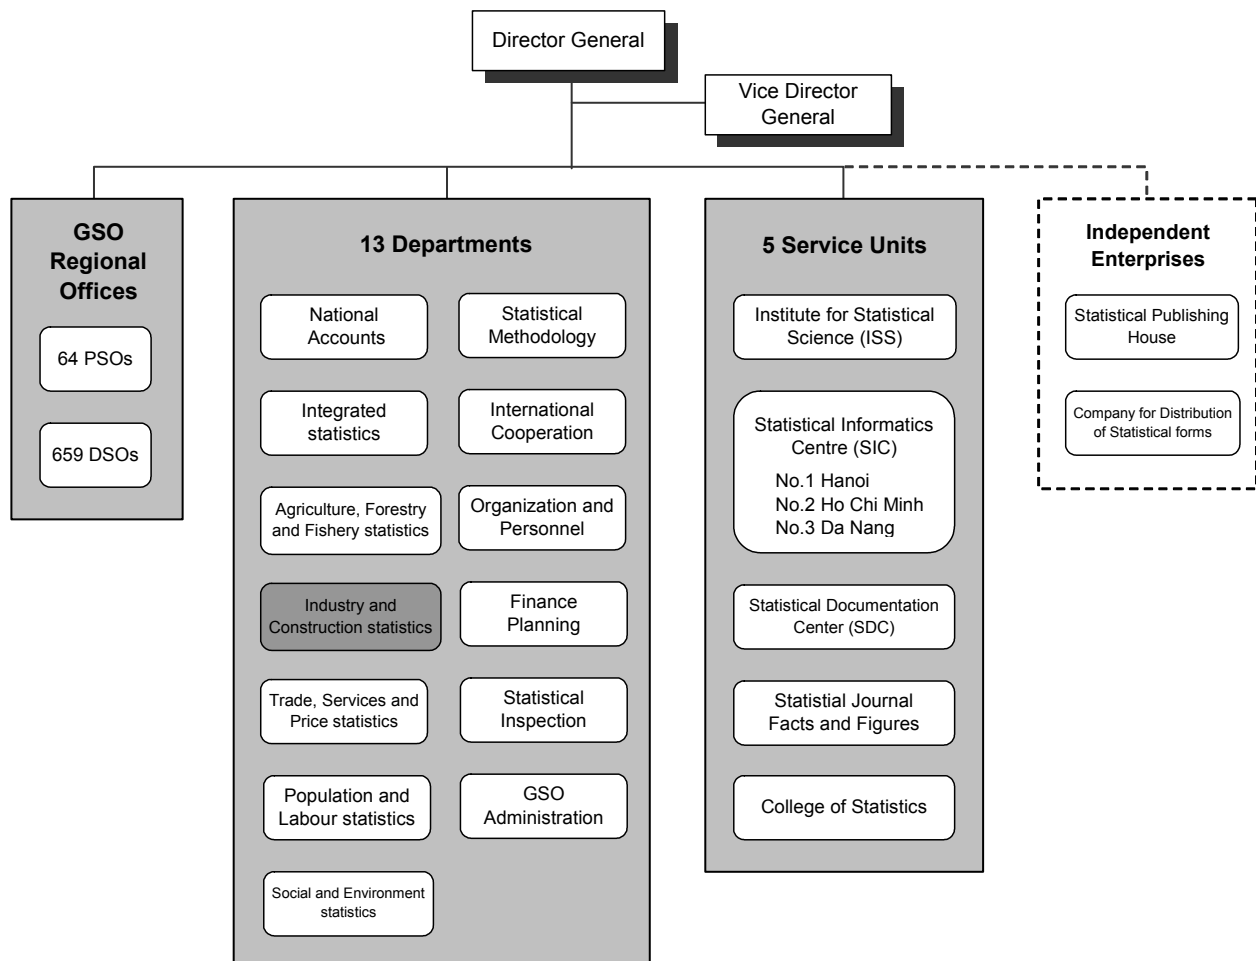 Director General
Vice Director
General
GSO
Regional
Offices
64 PSOs
659 DSOs
13 Departments
National
Accounts
Statistical
Methodology
Integrated
statistics
International
Cooperation
Agriculture, Forestry
and Fishery statistics
Organization and
Personnel
Industry and
Construction statistics
Finance
Planning
Trade, Services and
Price statistics
Statistical
Inspection
Population and
Labour statistics
GSO
Administration
Social and Environment
statistics
5 Service Units
Institute for Statistical
Science (ISS)
Statistical Informatics
Centre (SIC)
No.1 Hanoi
No.2 Ho Chi Minh
No.3 Da Nang
Statistical Documentation
Center (SDC)
Statistial Journal
Facts and Figures
College of Statistics
Independent
Enterprises
Statistical Publishing
House
Company for Distribution
of Statistical forms